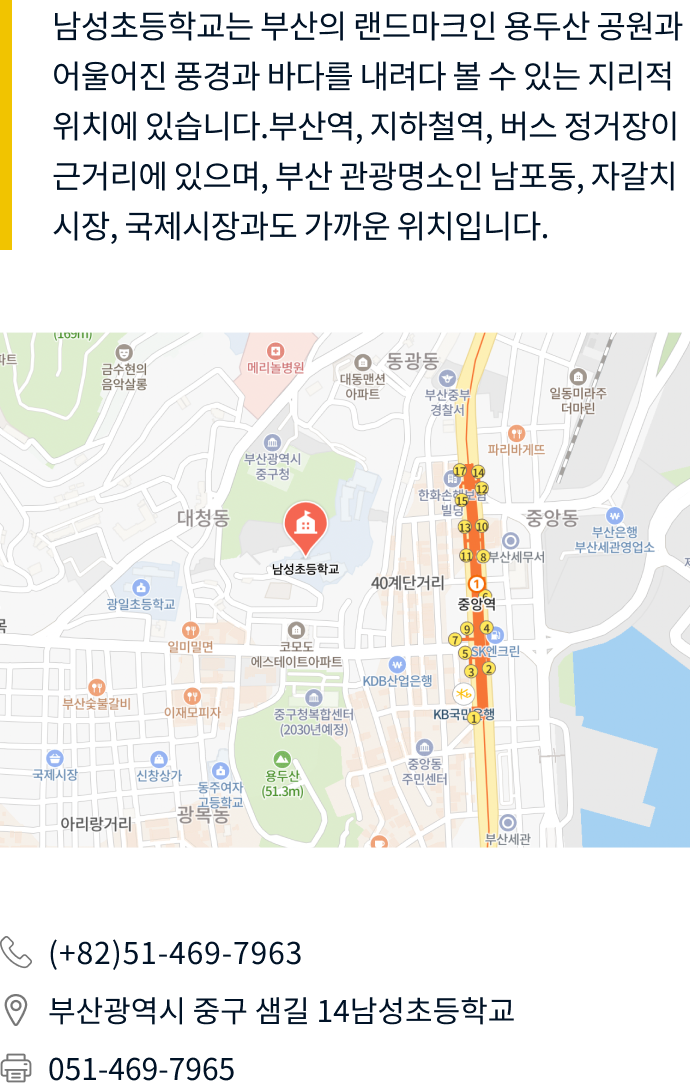 남성초등학교는 부산의 랜드마크인 용두산 공원과
어울어진 풍경과 바다를 내려다 볼 수 있는 지리적
위치에 있습니다.부산역, 지하철역, 버스 정거장이
근거리에 있으며, 부산 관광명소인 남포동, 자갈치
시장, 국제시장과도 가까운 위치입니다.
(169m)
파트
금수현의
음악살롱
메리놀병원
대동맨션
아파트
동광동
부산중부
경찰서
일동미라주
더마린
파리바게뜨
부산광역시
중구청
17
14
12
한화손해보험
빌딩
15
대청동
13
10
중앙동
부산은행
부산세관영업소
11
8
부산세무서
남성초등학교
40계단거리
1
6
중앙역
광일초등학교
목
일미밀면
코모도
에스테이트아파트
9
4
7
5
SK엔크린
3
2
KDB산업은행
부산숯불갈비
이재모피자
중구청복합센터
(2030년예정)
KB국민은행
1
국제시장
신창상가
동주여자
고등학교
용두산
(51.3m)
중앙동
주민센터
아리랑거리
광복동
부산세관
(+82)51-469-7963
부산광역시 중구 샘길 14남성초등학교
051-469-7965